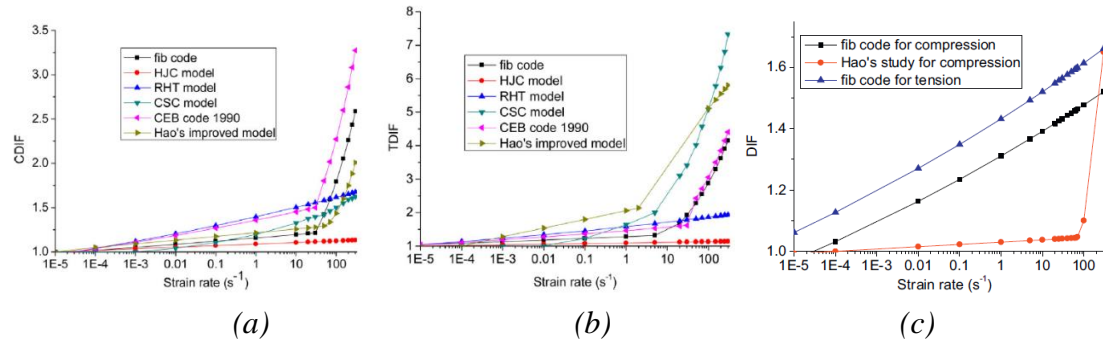 3.5
3.0
2.5
2.0
1.5
1.0
CDIF
fib code
HJC model
RHT model
CSC model
CEB code 1990
Hao's improved model
1E-5 1E-4 1E-3 0.01 0.1 1 10 100
Strain rate (s⁻¹)
(a)
8
7
6
5
4
3
2
1
TDIF
fib code
HJC model
RHT model
CSC model
CEB code 1990
Hao's improved model
1E-5 1E-4 1E-3 0.01 0.1 1 10 100
Strain rate (s⁻¹)
(b)
1.6
1.4
1.2
1.0
DIF
fib code for compression
Hao's study for compression
fib code for tension
1E-5 1E-4 1E-3 0.01 0.1 1 10 100
Strain rate (s⁻¹)
(c)